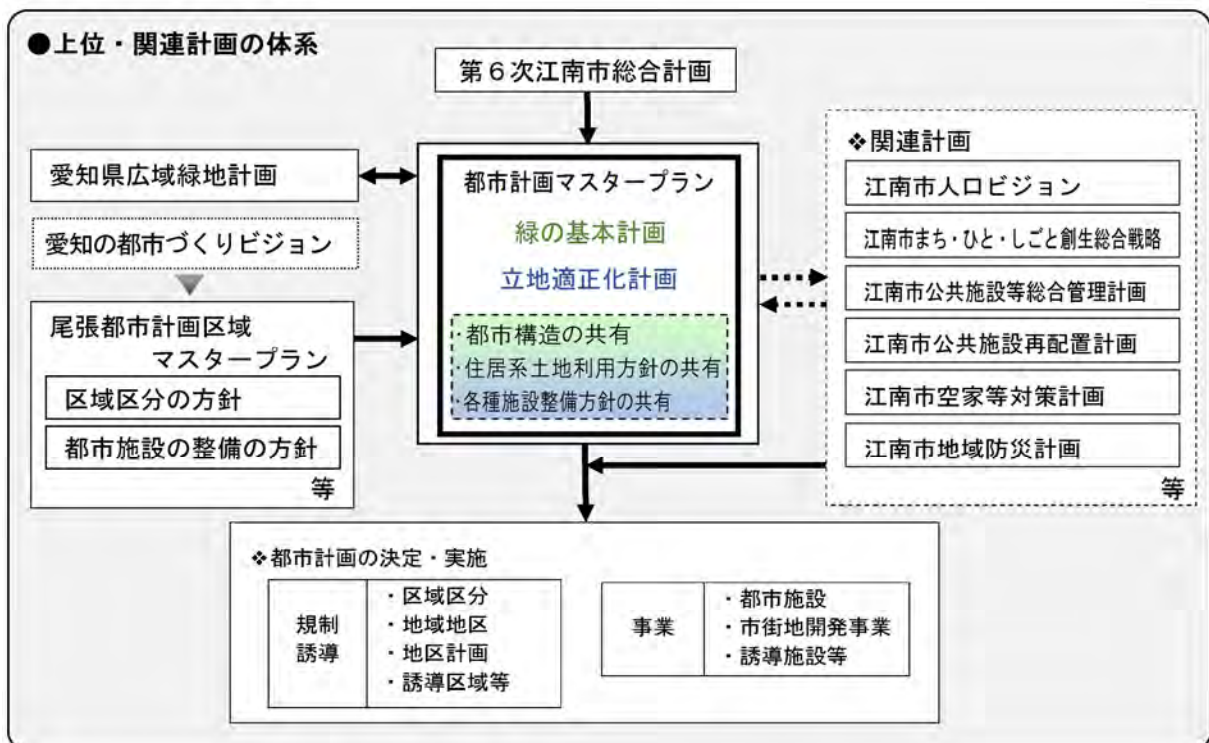 ●上位・関連計画の体系
第6次江南市総合計画
愛知県広域緑地計画
愛知の都市づくりビジョン
尾張都市計画区域
マスタープラン
区域区分の方針
都市施設の整備の方針
等
都市計画マスタープラン
緑の基本計画
立地適正化計画
・都市構造の共有
・住居系土地利用方針の共有
・各種施設整備方針の共有
❖関連計画
江南市人口ビジョン
江南市まち・ひと・しごと創生総合戦略
江南市公共施設等総合管理計画
江南市公共施設再配置計画
江南市空家等対策計画
江南市地域防災計画
等
❖都市計画の決定・実施
規制
誘導
・区域区分
・地域地区
・地区計画
・誘導区域等
事業
・都市施設
・市街地開発事業
・誘導施設等